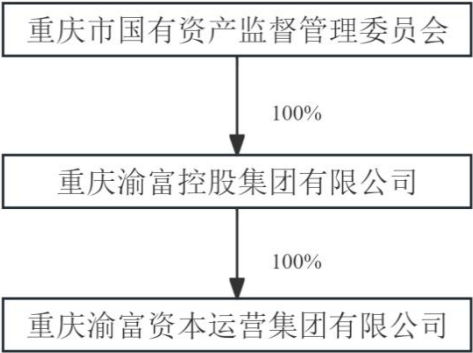 重庆市国有资产监督管理委员会
100%
重庆渝富控股集团有限公司
100%
重庆渝富资本运营集团有限公司